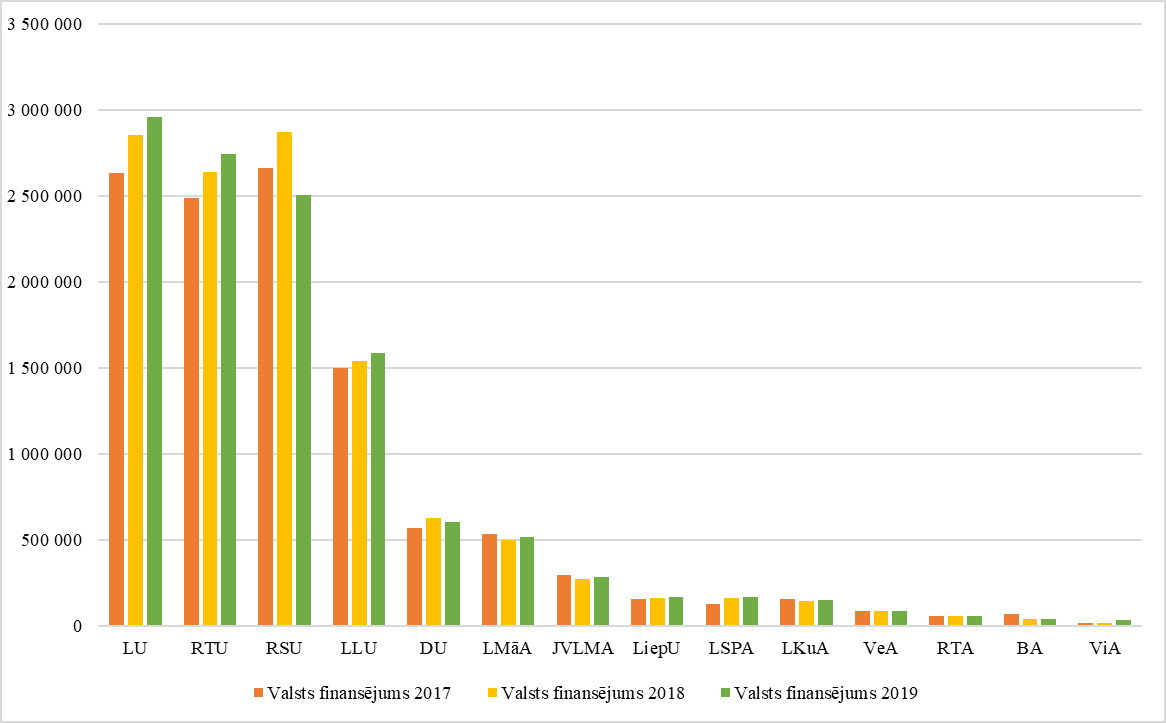 3 500 000
3 000 000
2 500 000
2 000 000
1 500 000
1 000 000
500 000
0
LU RTU RSU LLU DU LMāA JVLMA LiepU LSPA LKuA VeA RTA BA ViA
Valsts finansējums 2017 Valsts finansējums 2018 Valsts finansējums 2019